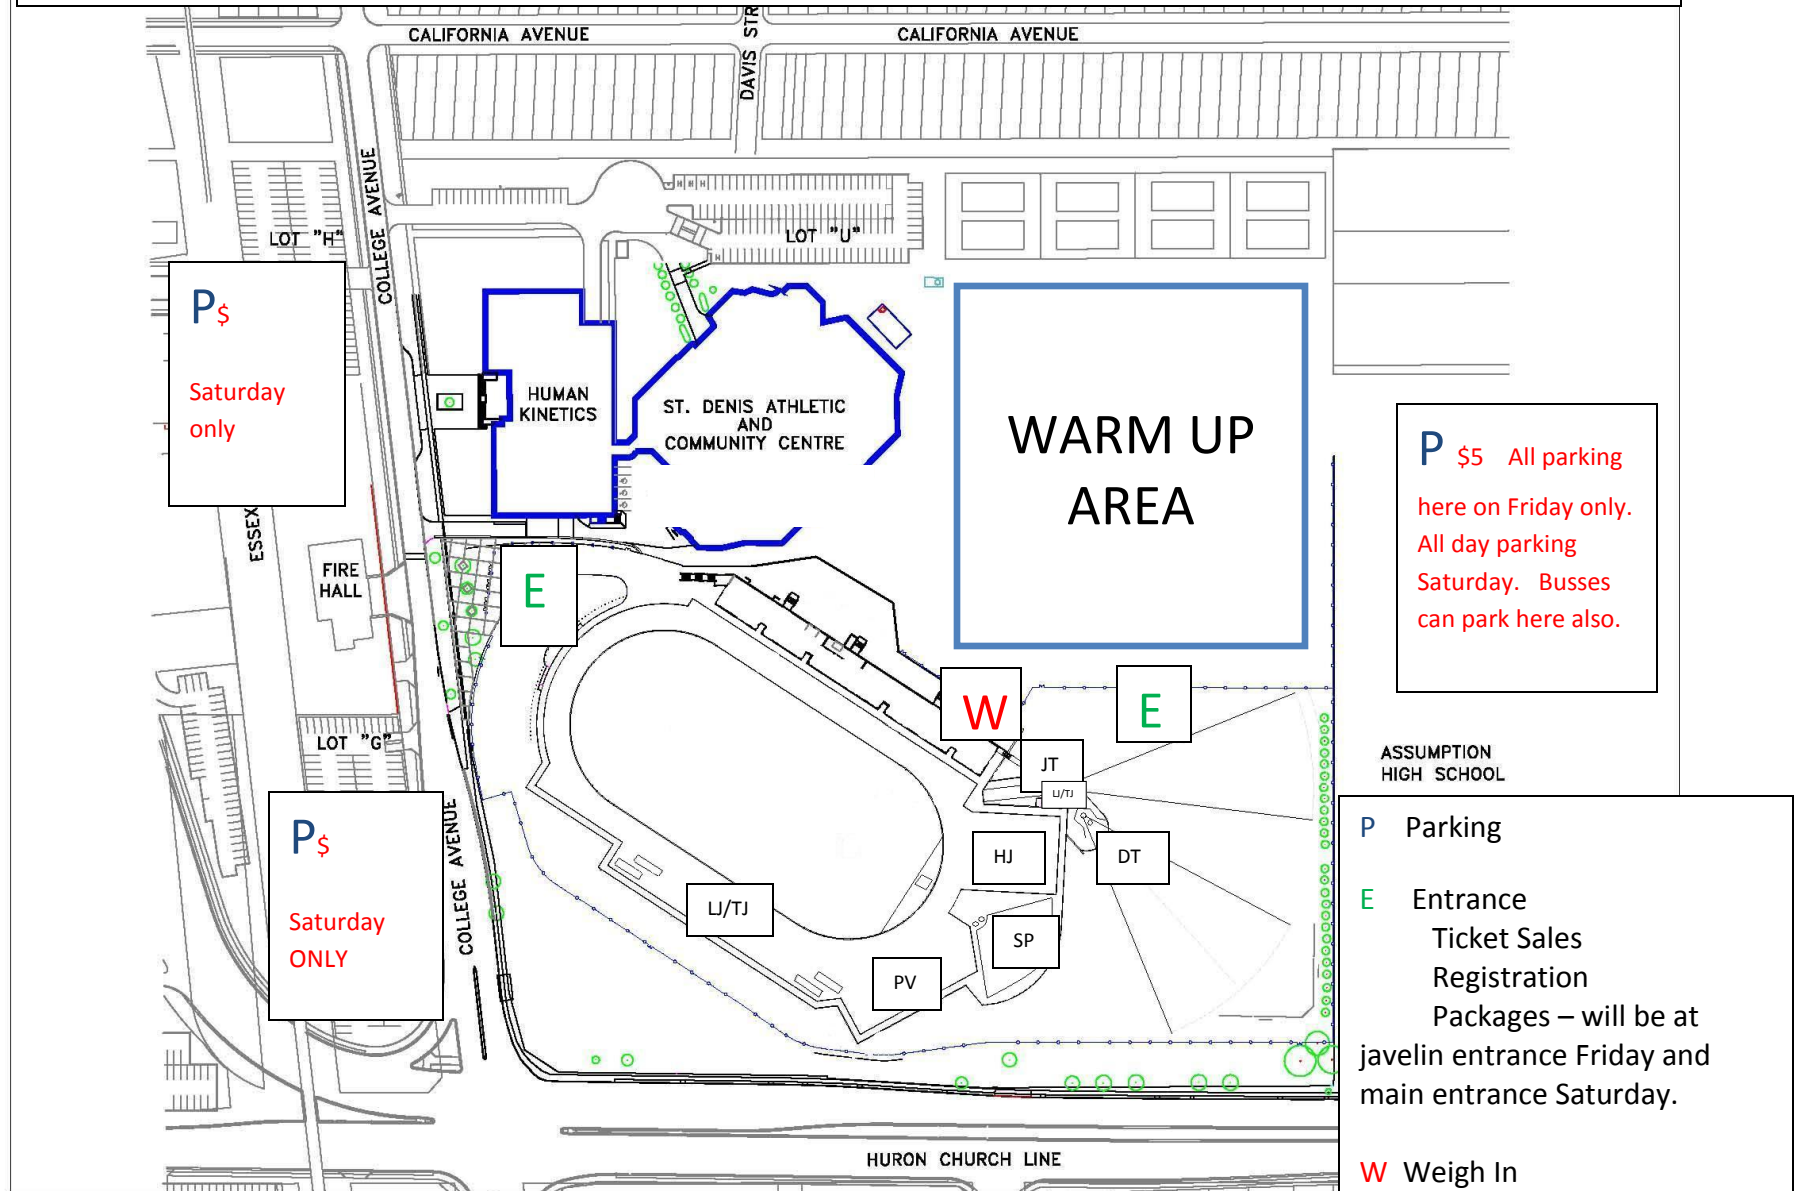 CALIFORNIA AVENUE
CALIFORNIA AVENUE
DAVIS STR
COLLEGE AVENUE
LOT "H"
LOT "U"
P$
Saturday
only
HUMAN
KINETICS
ST. DENIS ATHLETIC
AND
COMMUNITY CENTRE
WARM UP
AREA
P $5 All parking
here on Friday only.
All day parking
Saturday. Busses
can park here also.
ESSEX
FIRE
HALL
E
W
E
LOT "G"
JT
LJ/TJ
ASSUMPTION
HIGH SCHOOL
P$
Saturday
ONLY
COLLEGE AVENUE
HJ
DT
LJ/TJ
SP
PV
P Parking
E Entrance
Ticket Sales
Registration
Packages – will be at
javelin entrance Friday and
main entrance Saturday.
W Weigh In
HURON CHURCH LINE